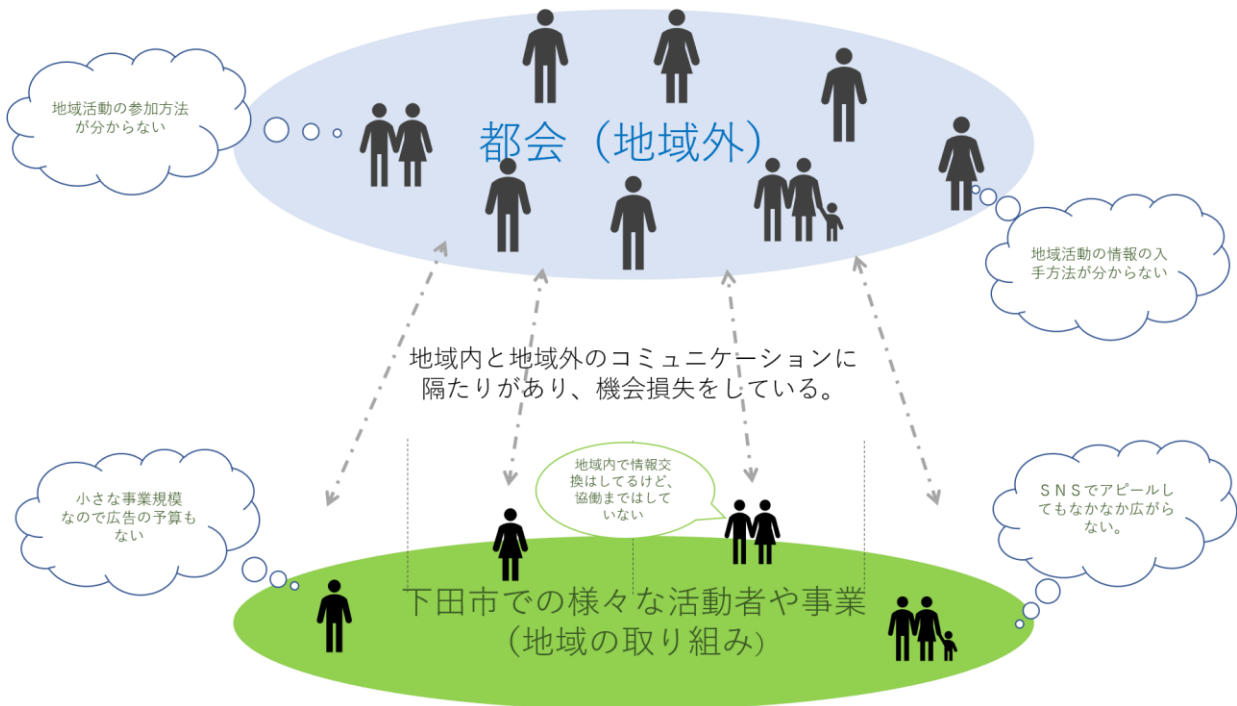 地域活動の参加方法
が分からない
都会（地域外）
地域活動の情報の入
手方法が分からない
地域内と地域外のコミュニケーションに
隔たりがあり、機会損失をしている。
小さな事業規模
なので広告の予算も
ない
地域内で情報交
換はしてるけど、
協働まではして
いない
ＳＮＳでアピールし
てもなかなか広がら
ない。
下田市での様々な活動者や事業
（地域の取り組み)